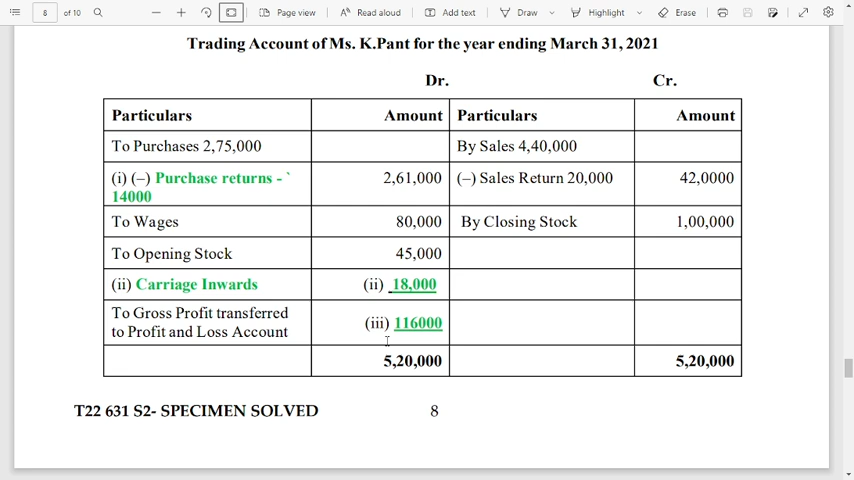 8 of 10 Page view Read aloud Add text Draw Highlight Erase
Trading Account of Ms. K.Pant for the year ending March 31, 2021
Dr. Cr.
Particulars Amount Particulars Amount
To Purchases 2,75,000 By Sales 4,40,000
(i) (–) Purchase returns - ` 2,61,000 (–) Sales Return 20,000 42,0000
14000
To Wages 80,000 By Closing Stock 1,00,000
To Opening Stock 45,000
(ii) Carriage Inwards (ii) 18,000
To Gross Profit transferred
to Profit and Loss Account (iii) 116000
5,20,000 5,20,000
T22 631 S2- SPECIMEN SOLVED 8